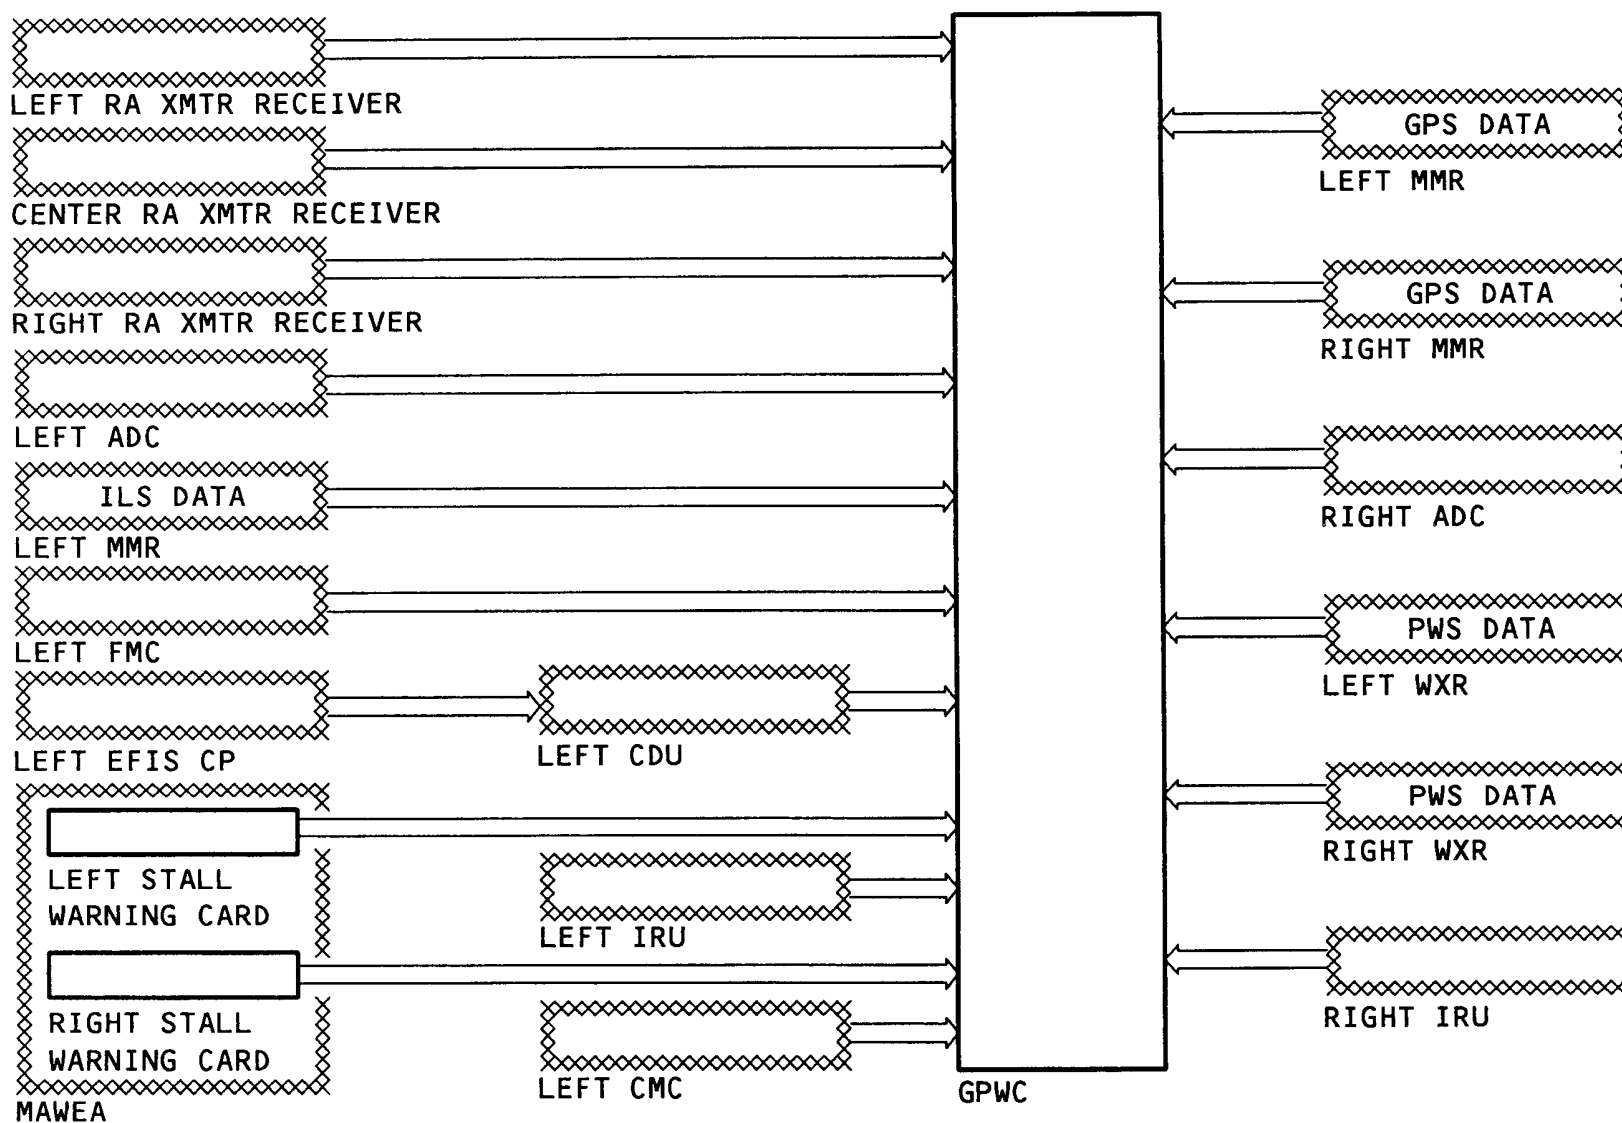 LEFT RA XMTR RECEIVER
CENTER RA XMTR RECEIVER
RIGHT RA XMTR RECEIVER
LEFT ADC
ILS DATA
LEFT MMR
LEFT FMC
LEFT EFIS CP
LEFT CDU
LEFT STALL
WARNING CARD
LEFT IRU
RIGHT STALL
WARNING CARD
LEFT CMC
MAWEA
GPWC
GPS DATA
LEFT MMR
GPS DATA
RIGHT MMR
RIGHT ADC
PWS DATA
LEFT WXR
PWS DATA
RIGHT WXR
RIGHT IRU